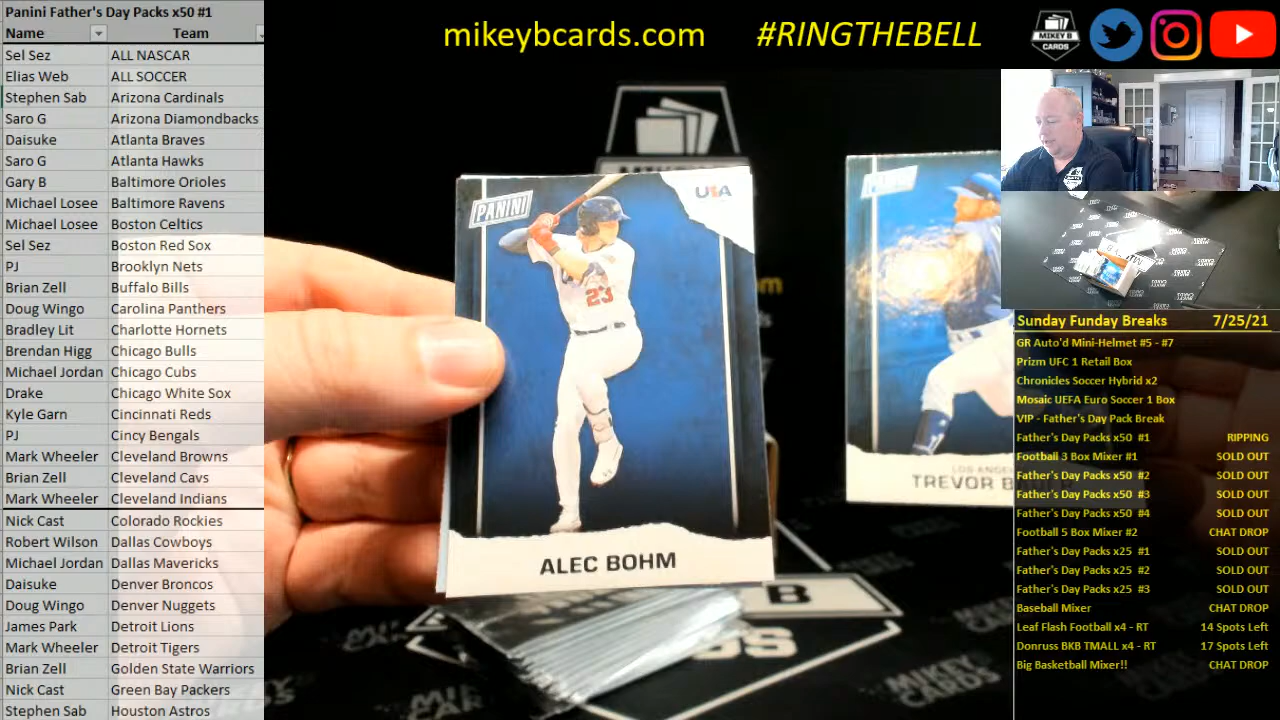 Panini Father's Day Packs x50 #1
Name Team
Sel Sez ALL NASCAR
Elias Web ALL SOCCER
Stephen Sab Arizona Cardinals
Saro G Arizona Diamondbacks
Daisuke Atlanta Braves
Saro G Atlanta Hawks
Gary B Baltimore Orioles
Michael Losee Baltimore Ravens
Michael Losee Boston Celtics
Sel Sez Boston Red Sox
PJ Brooklyn Nets
Brian Zell Buffalo Bills
Doug Wingo Carolina Panthers
Bradley Lit Charlotte Hornets
Brendan Higg Chicago Bulls
Michael Jordan Chicago Cubs
Drake Chicago White Sox
Kyle Garn Cincinnati Reds
PJ Cincy Bengals
Mark Wheeler Cleveland Browns
Brian Zell Cleveland Cavs
Mark Wheeler Cleveland Indians
Nick Cast Colorado Rockies
Robert Wilson Dallas Cowboys
Michael Jordan Dallas Mavericks
Daisuke Denver Broncos
Doug Wingo Denver Nuggets
James Park Detroit Lions
Mark Wheeler Detroit Tigers
Brian Zell Golden State Warriors
Nick Cast Green Bay Packers
Stephen Sab Houston Astros
mikeybcards.com #RINGTHEBELL
MIKEY B
CARDS
PANINI
USA
23
ALEC BOHM
LOS ANGEL
TREVOR B
Sunday Funday Breaks 7/25/21
GR Auto'd Mini-Helmet #5 - #7
Prizm UFC 1 Retail Box
Chronicles Soccer Hybrid x2
Mosaic UEFA Euro Soccer 1 Box
VIP - Father's Day Pack Break
Father's Day Packs x50 #1 RIPPING
Football 3 Box Mixer #1 SOLD OUT
Father's Day Packs x50 #2 SOLD OUT
Father's Day Packs x50 #3 SOLD OUT
Father's Day Packs x50 #4 SOLD OUT
Football 5 Box Mixer #2 CHAT DROP
Father's Day Packs x25 #1 SOLD OUT
Father's Day Packs x25 #2 SOLD OUT
Father's Day Packs x25 #3 SOLD OUT
Baseball Mixer CHAT DROP
Leaf Flash Football x4 - RT 14 Spots Left
Donruss BKB TMALL x4 - RT 17 Spots Left
Big Basketball Mixer!! CHAT DROP